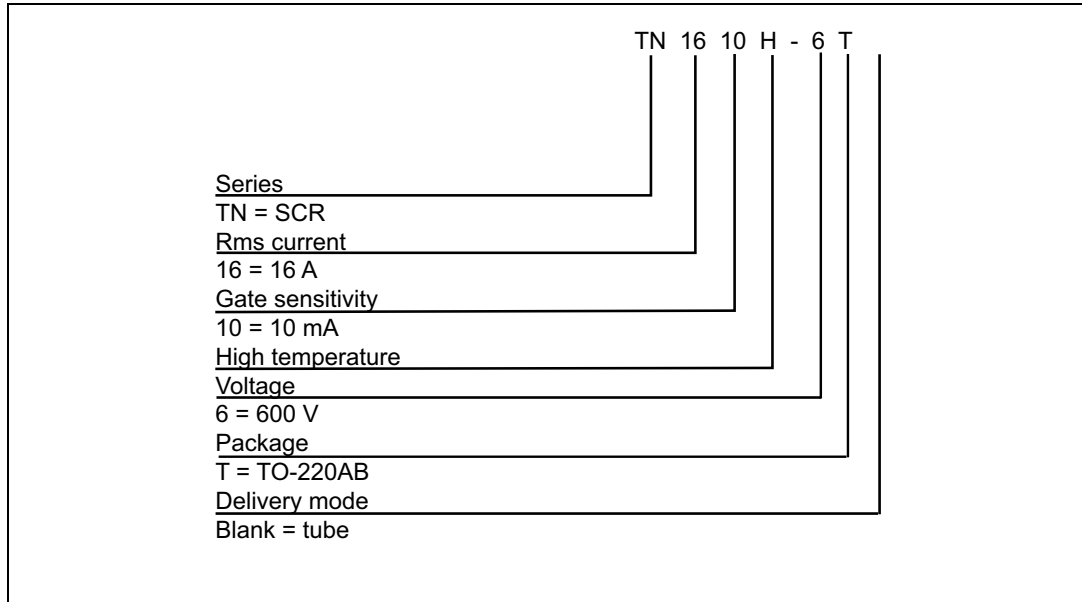 TN 16 10 H - 6 T
Series
TN = SCR
Rms current
16 = 16 A
Gate sensitivity
10 = 10 mA
High temperature
Voltage
6 = 600 V
Package
T = TO-220AB
Delivery mode
Blank = tube